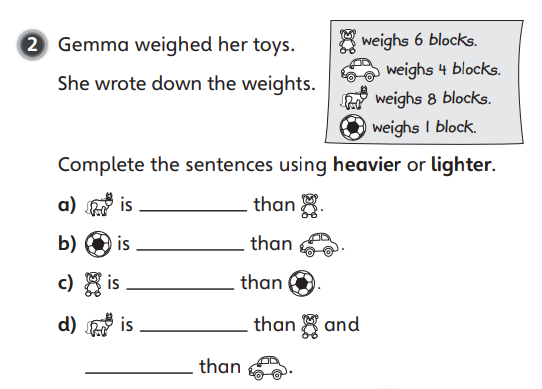 2 Gemma weighed her toys.
She wrote down the weights.
weighs 6 blocks.
weighs 4 blocks.
weighs 8 blocks.
weighs 1 block.
Complete the sentences using heavier or lighter.
a) is __________ than .
b) is __________ than .
c) is __________ than .
d) is __________ than and
__________ than .